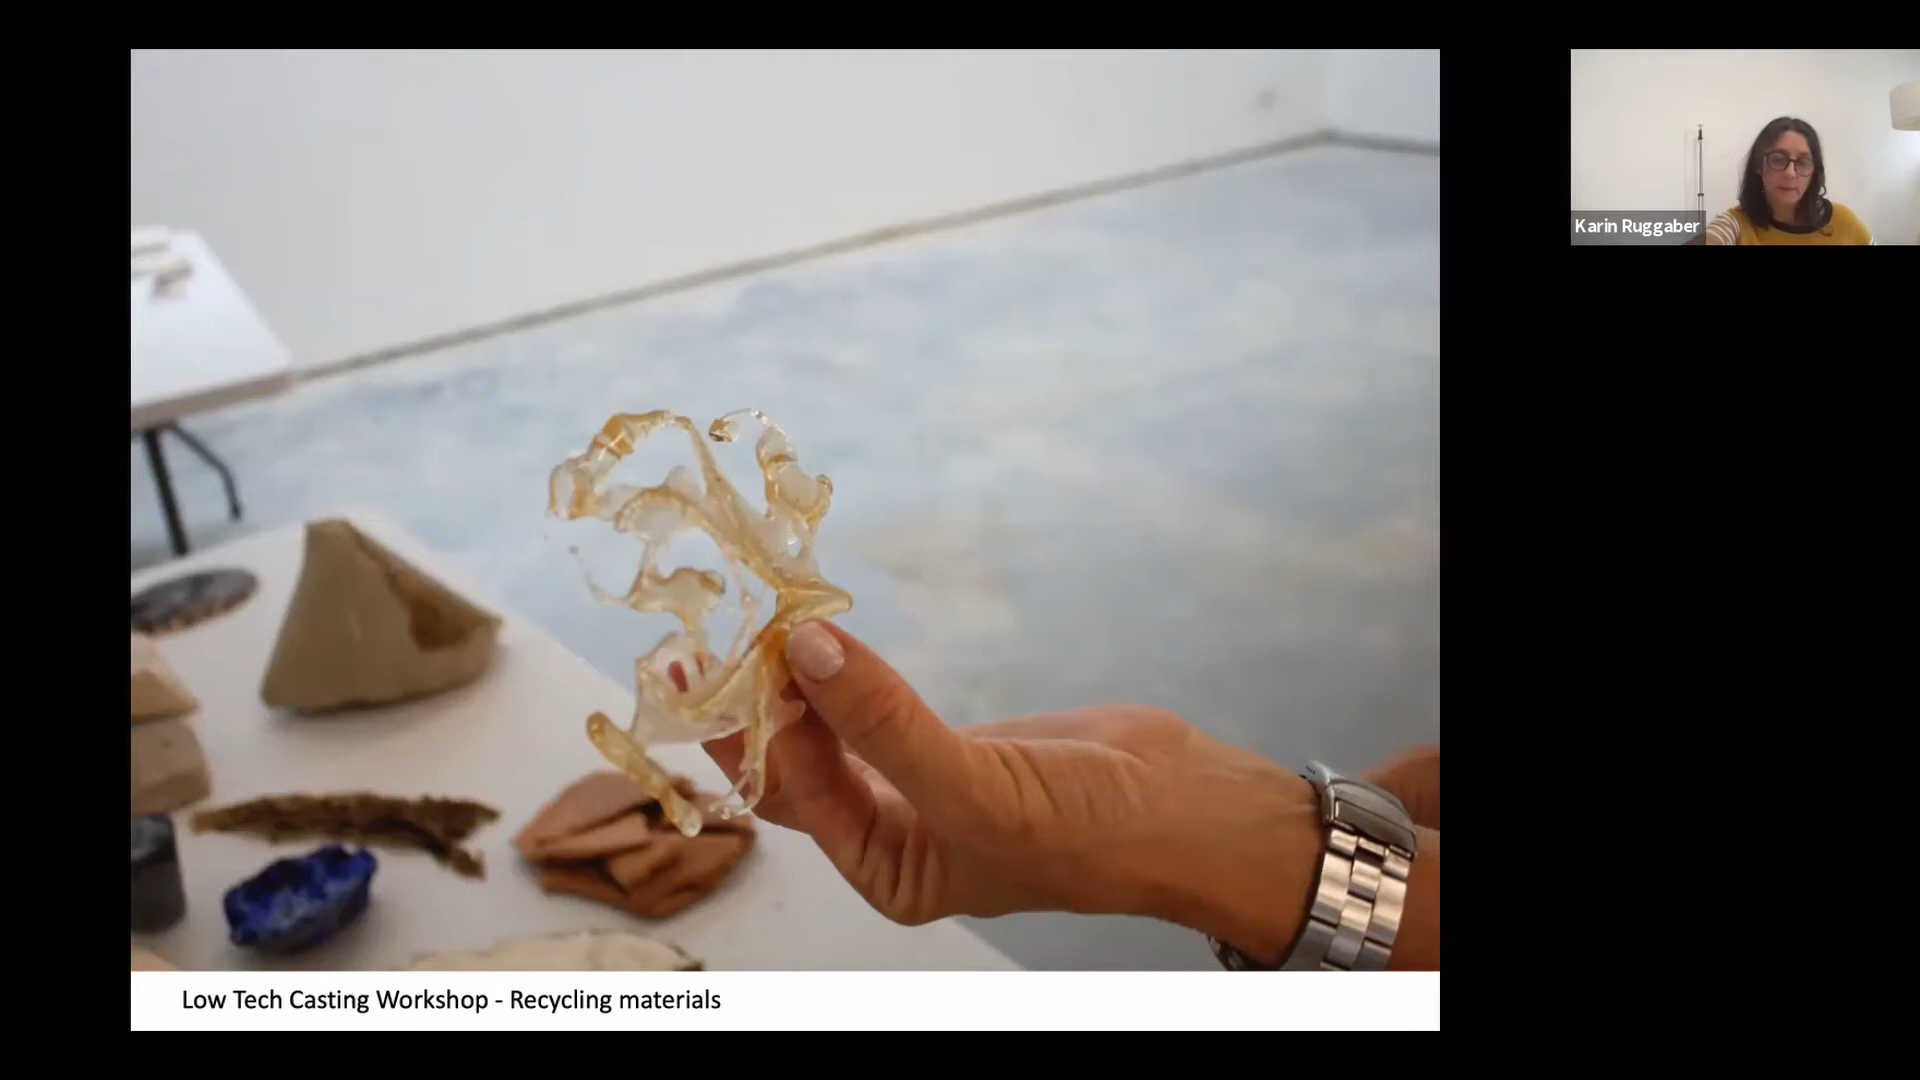 Karin Ruggaber
Low Tech Casting Workshop - Recycling materials